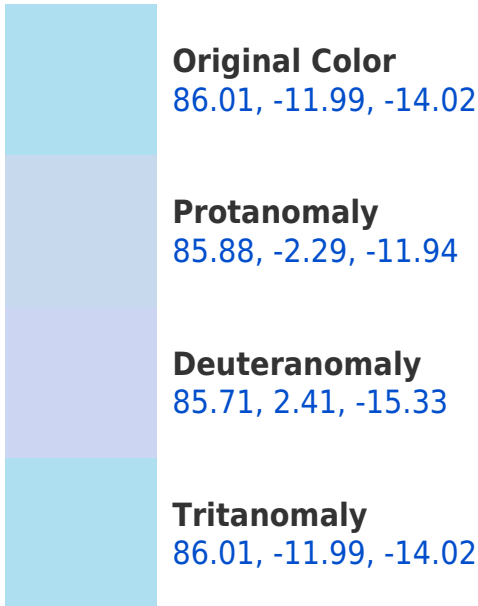 Original Color
86.01, -11.99, -14.02
Protanomaly
85.88, -2.29, -11.94
Deuteranomaly
85.71, 2.41, -15.33
Tritanomaly
86.01, -11.99, -14.02